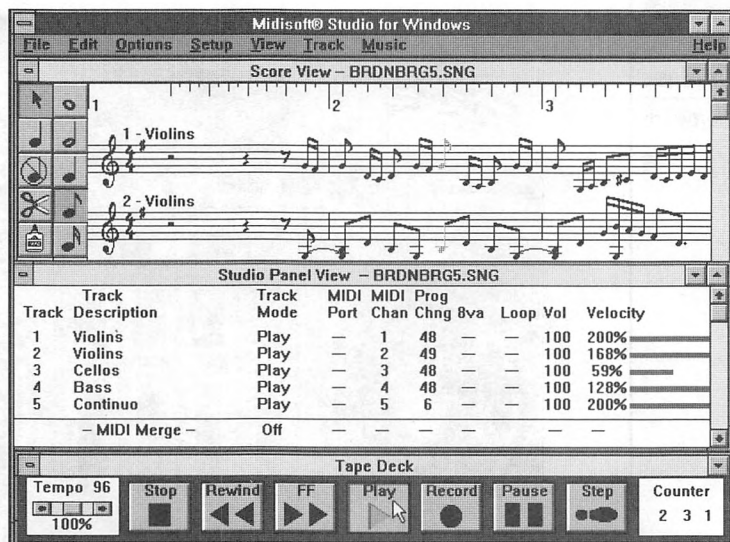 Midisoft® Studio for Windows
File Edit Options Setup View Track Music Help
Score View – BRDNBRG5.SNG
1 2 3
1 - Violins
2 - Violins
Studio Panel View – BRDNBRG5.SNG
Track Track MIDI MIDI Prog
Track Description Mode Port Chan Chng 8va Loop Vol Velocity
1 Violins Play — 1 48 — — 100 200%
2 Violins Play — 2 49 — — 100 168%
3 Cellos Play — 3 48 — — 100 59%
4 Bass Play — 4 48 — — 100 128%
5 Continuo Play — 5 6 — — 100 200%
– MIDI Merge – Off — — — — — —
Tape Deck
Tempo 96 Stop Rewind FF Play Record Pause Step Counter
100% 2 3 1